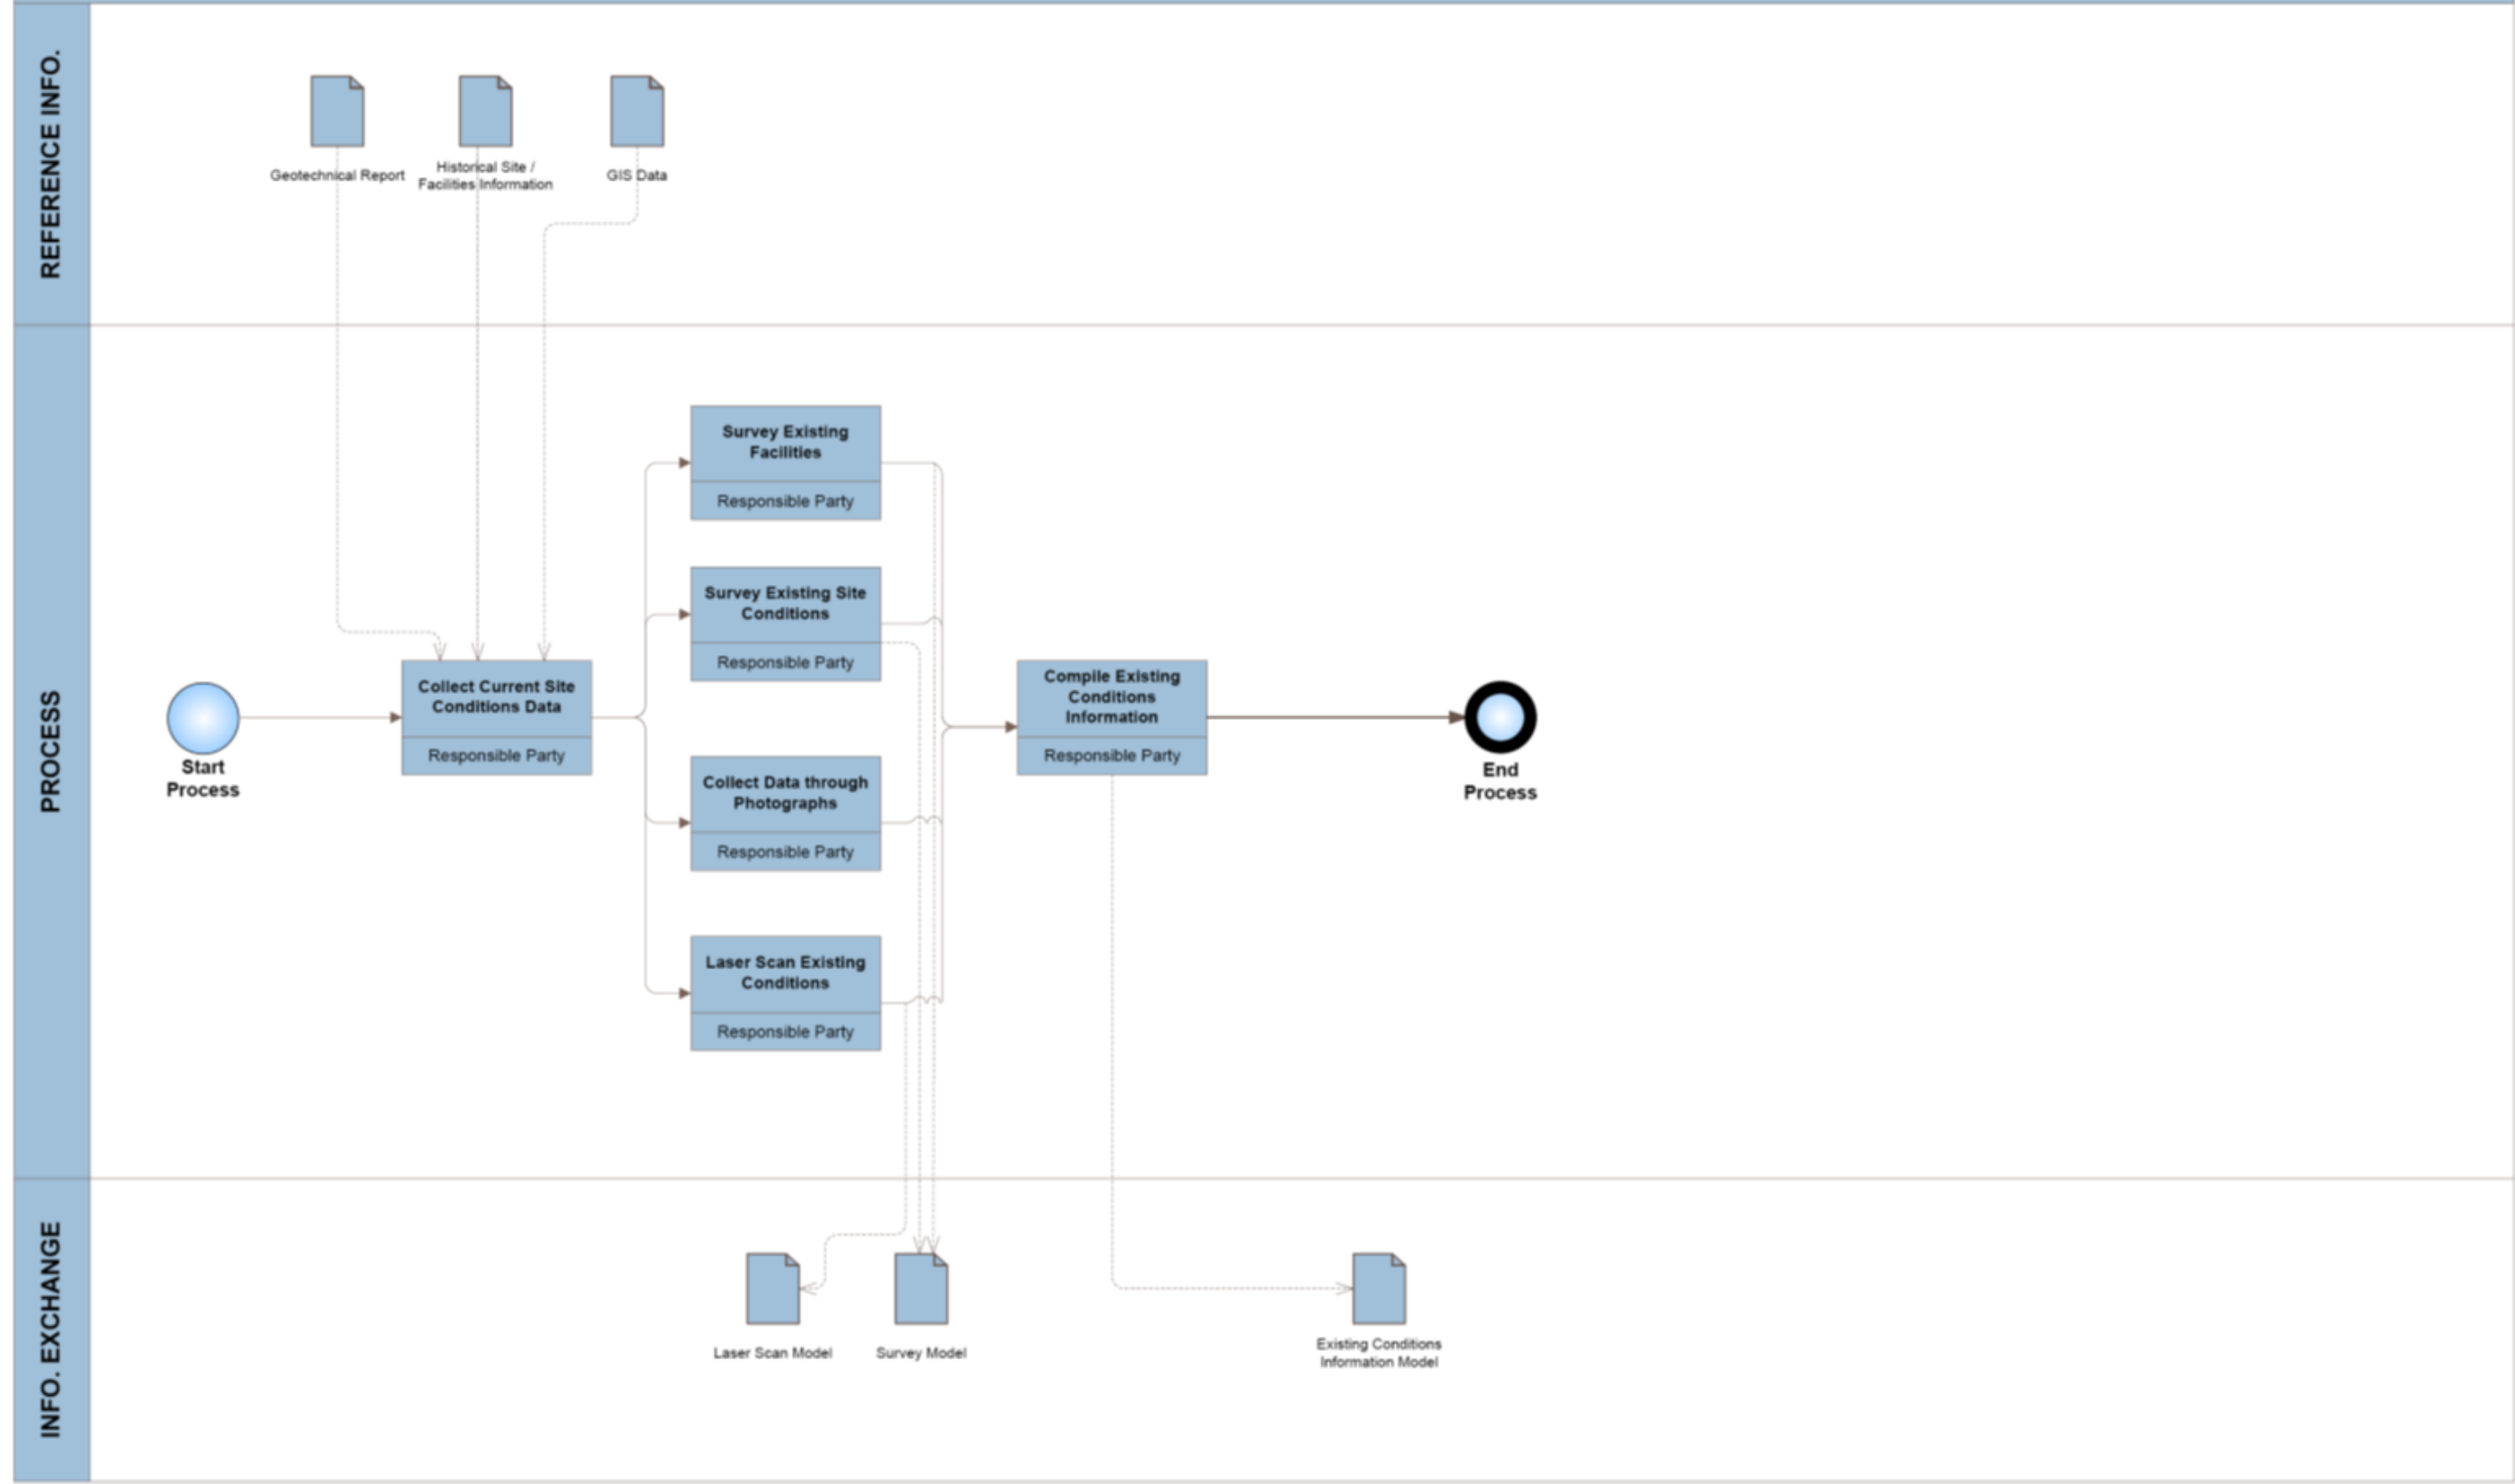 REFERENCE INFO.
Geotechnical Report
Historical Site /
Facilities Information
GIS Data
PROCESS
Start
Process
Collect Current Site
Conditions Data
Responsible Party
Survey Existing
Facilities
Responsible Party
Survey Existing Site
Conditions
Responsible Party
Collect Data through
Photographs
Responsible Party
Laser Scan Existing
Conditions
Responsible Party
Compile Existing
Conditions
Information
Responsible Party
End
Process
INFO. EXCHANGE
Laser Scan Model
Survey Model
Existing Conditions
Information Model